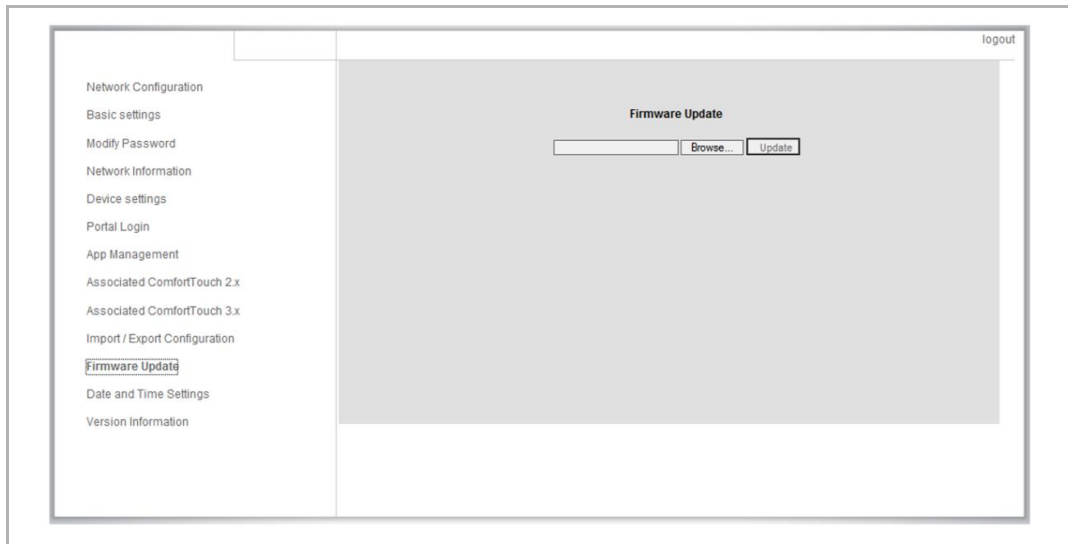 logout
Network Configuration
Basic settings
Modify Password
Network Information
Device settings
Portal Login
App Management
Associated ComfortTouch 2.x
Associated ComfortTouch 3.x
Import / Export Configuration
Firmware Update
Date and Time Settings
Version Information
Firmware Update
Browse... Update